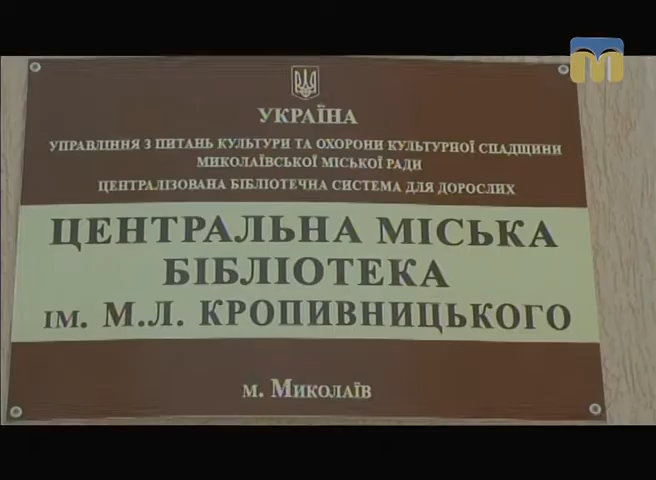 УКРАЇНА
УПРАВЛІННЯ З ПИТАНЬ КУЛЬТУРИ ТА ОХОРОНИ КУЛЬТУРНОЇ СПАДЩИНИ
МИКОЛАЇВСЬКОЇ МІСЬКОЇ РАДИ
ЦЕНТРАЛІЗОВАНА БІБЛІОТЕЧНА СИСТЕМА ДЛЯ ДОРОСЛИХ
ЦЕНТРАЛЬНА МІСЬКА
БІБЛІОТЕКА
ІМ. М.Л. КРОПИВНИЦЬКОГО
м. Миколаїв